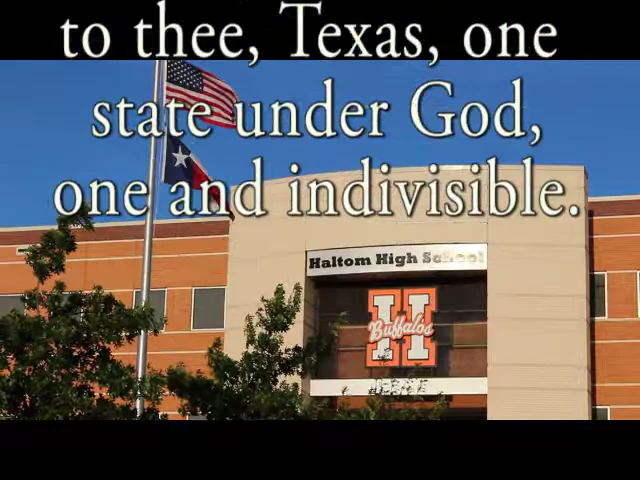 to thee, Texas, one
state under God,
one and indivisible.
Haltom High School
H
Buffalos